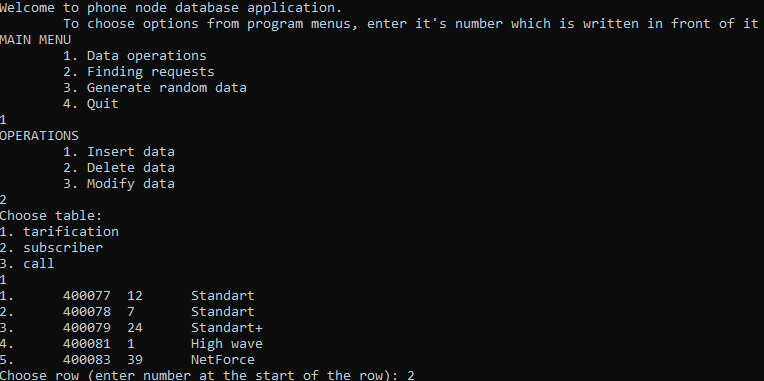 Welcome to phone node database application.
To choose options from program menus, enter it's number which is written in front of it
MAIN MENU
1. Data operations
2. Finding requests
3. Generate random data
4. Quit
1
OPERATIONS
1. Insert data
2. Delete data
3. Modify data
2
Choose table:
1. tarification
2. subscriber
3. call
1
1. 400077 12 Standart
2. 400078 7 Standart
3. 400079 24 Standart+
4. 400081 1 High wave
5. 400083 39 NetForce
Choose row (enter number at the start of the row): 2